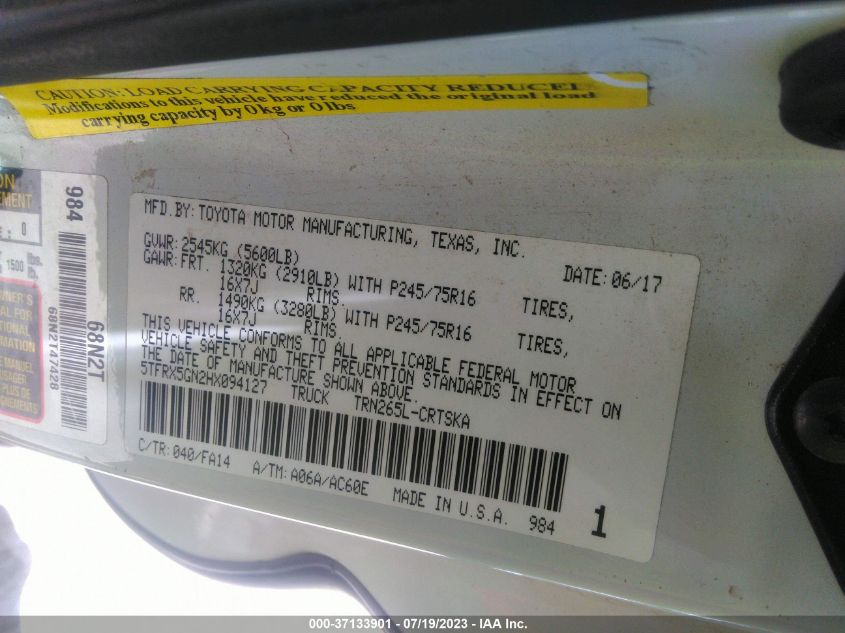 CAUTION: LOAD CARRYING CAPACITY REDUCE
Modifications to this vehicle have reduced the original load
carrying capacity by 0 kg or 0 lbs
MFD.BY: TOYOTA MOTOR MANUFACTURING, TEXAS, INC.
GVWR: 2545KG (5600LB) DATE: 06/17
GAWR: FRT. 1320KG (2910LB) WITH P245/75R16 TIRES,
16X7J RIMS.
RR. 1490KG (3280LB) WITH P245/75R16 TIRES,
16X7J RIMS.
THIS VEHICLE CONFORMS TO ALL APPLICABLE FEDERAL MOTOR
VEHICLE SAFETY AND THEFT PREVENTION STANDARDS IN EFFECT ON
THE DATE OF MANUFACTURE SHOWN ABOVE.
5TFRX5GN2HX094127 TRUCK TRN265L-CRTSKA
C/TR: 040/FA14 A/TM: A06A/AC60E MADE IN U.S.A. 984 1
984
68N2T
68N2T47428
0
1500 lbs.
000-37133901 - 07/19/2023 - IAA Inc.